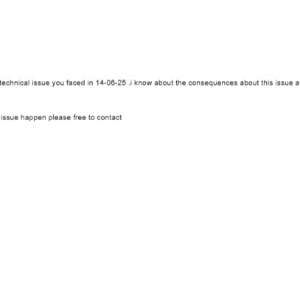 technical issue you faced in 14-06-25 .i know about the consequences about this issue a
issue happen please free to contact